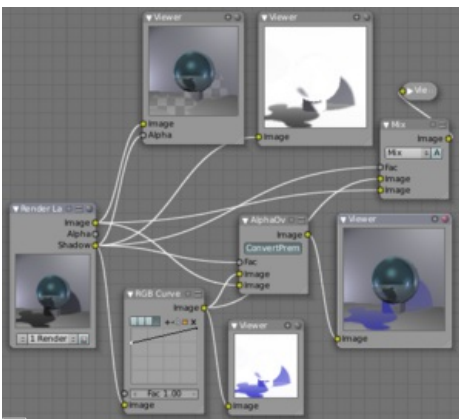 Viewer
Image
Alpha
Viewer
Image
Vie
Mix
Image
Mix
A
Fac
Image
Image
Render La
Image
Alpha
Shadow
1 Render
AlphaOv
Image
ConvertPrem
Fac
Image
Image
Viewer
Image
RGB Curve
Image
Fac 1.00
Image
Viewer
Image